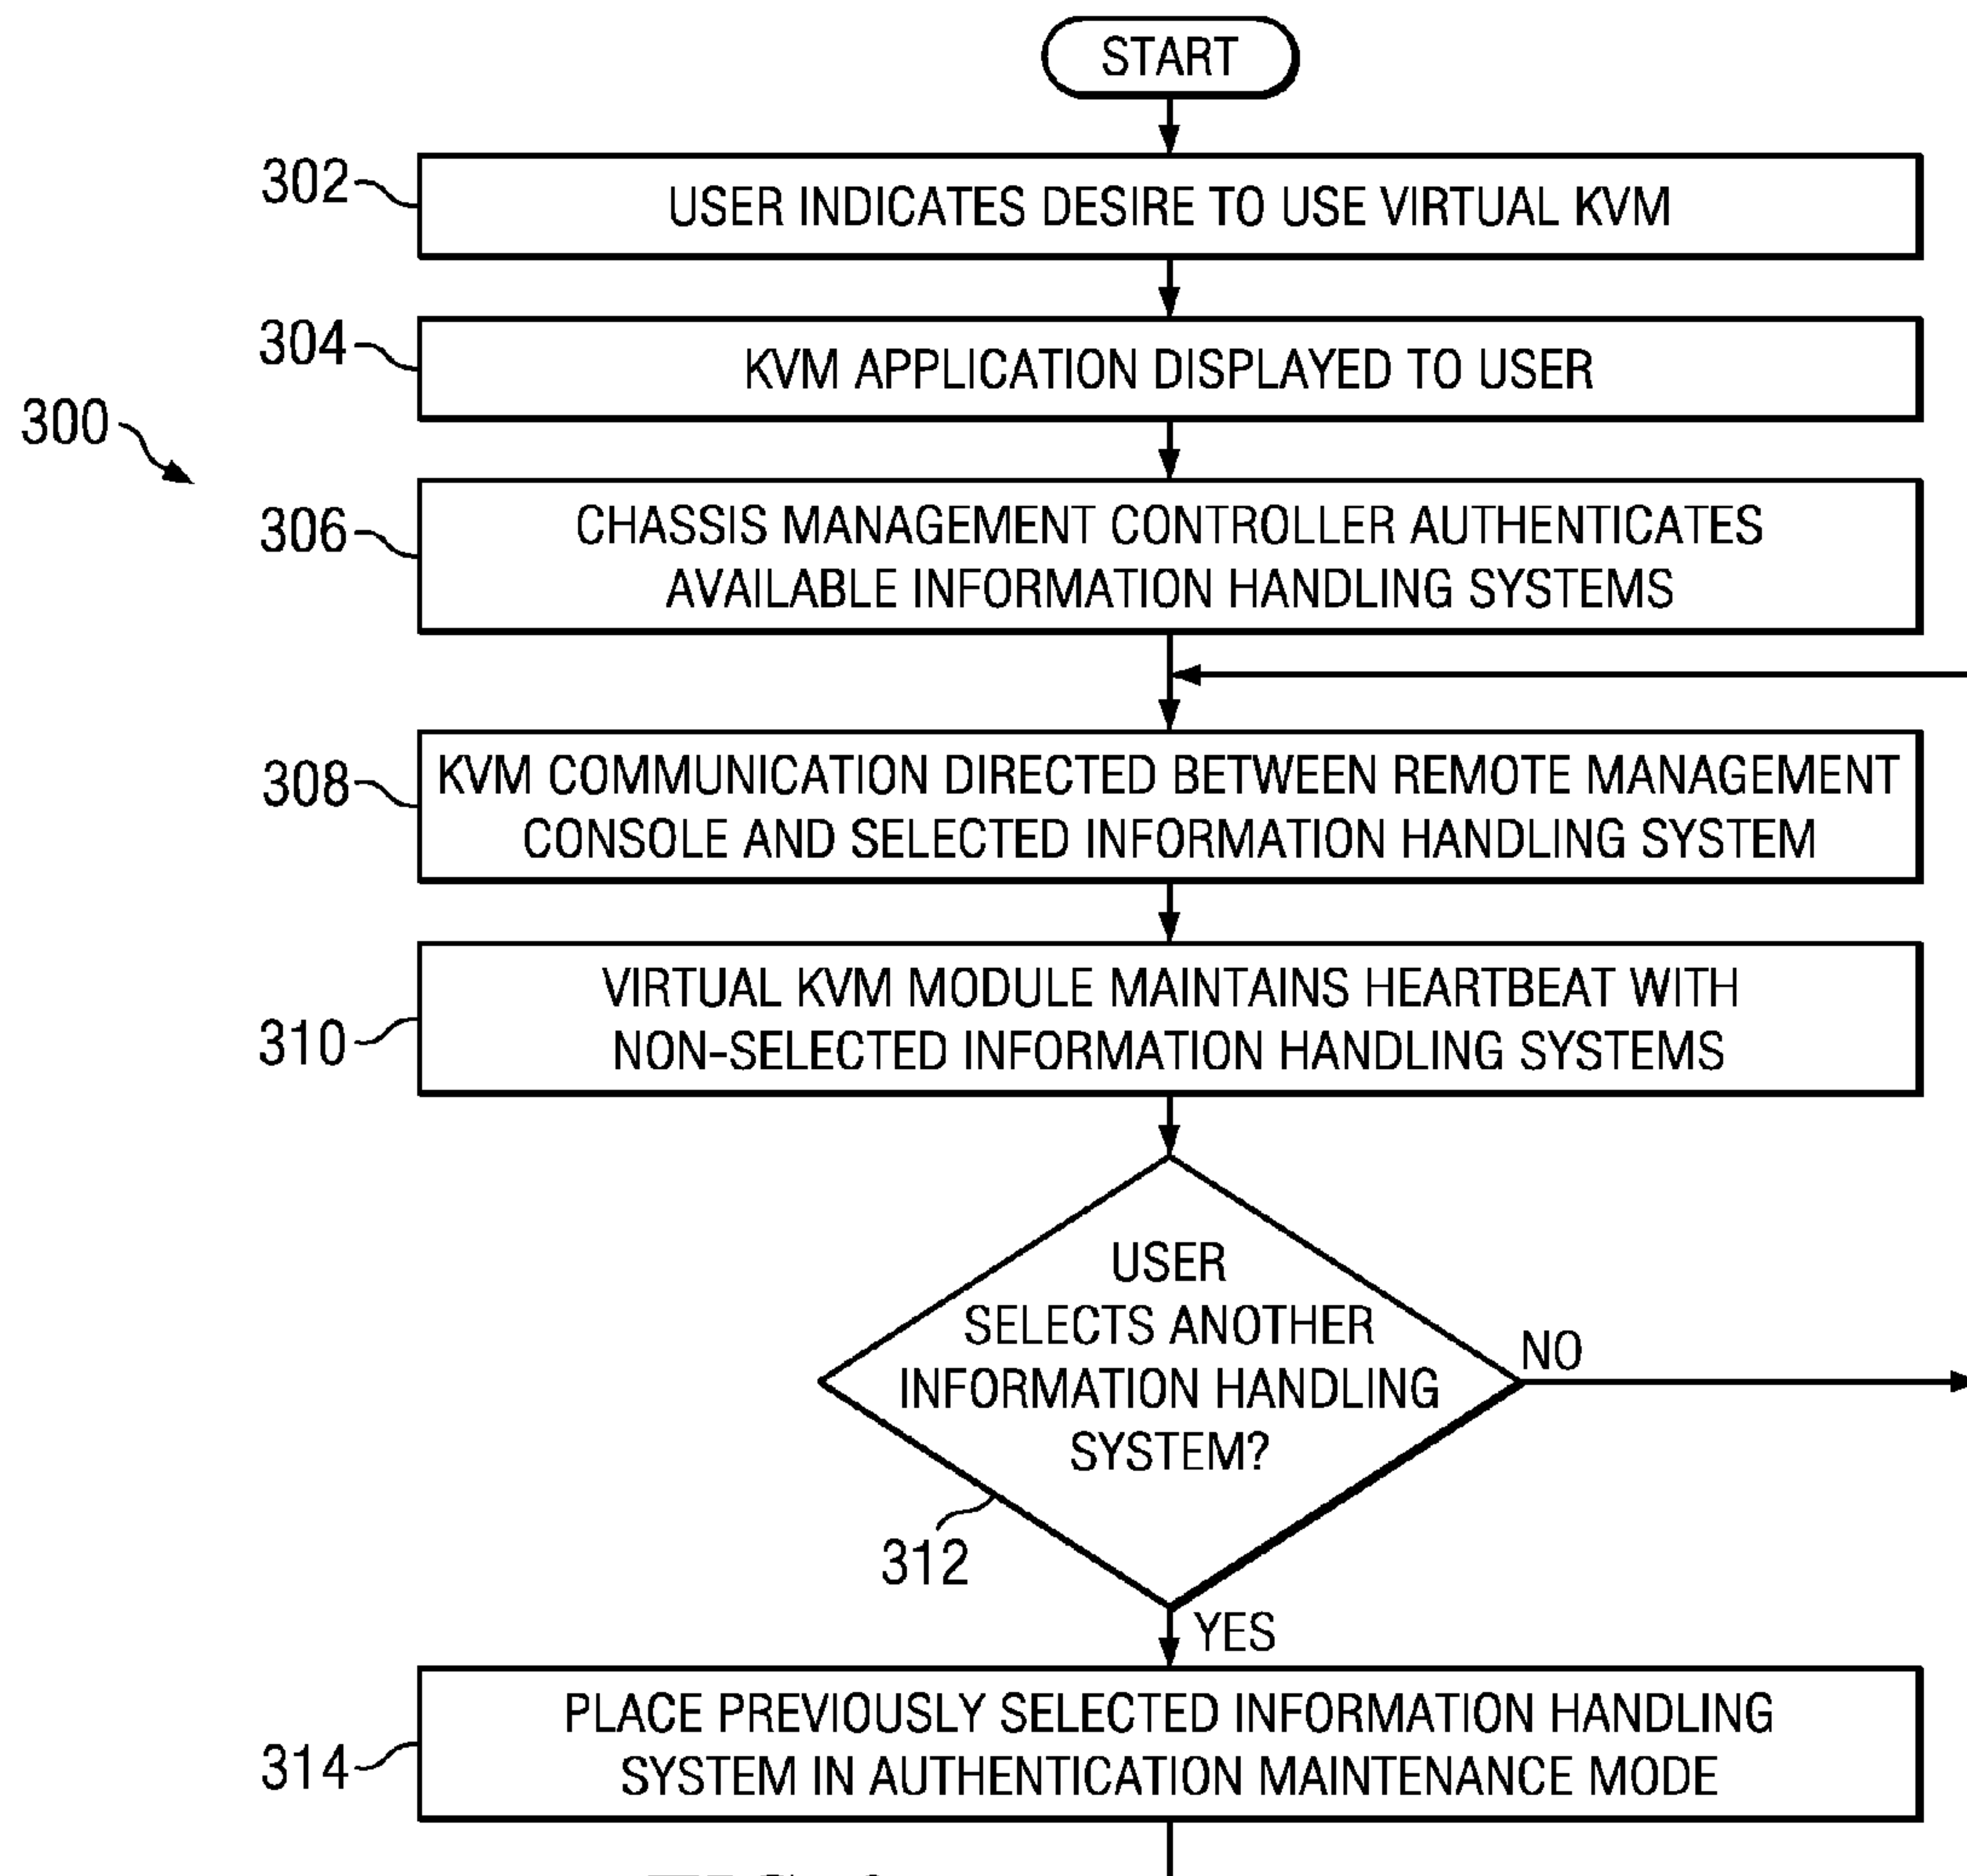 START
302
USER INDICATES DESIRE TO USE VIRTUAL KVM
304
KVM APPLICATION DISPLAYED TO USER
300
306
CHASSIS MANAGEMENT CONTROLLER AUTHENTICATES
AVAILABLE INFORMATION HANDLING SYSTEMS
308
KVM COMMUNICATION DIRECTED BETWEEN REMOTE MANAGEMENT
CONSOLE AND SELECTED INFORMATION HANDLING SYSTEM
310
VIRTUAL KVM MODULE MAINTAINS HEARTBEAT WITH
NON-SELECTED INFORMATION HANDLING SYSTEMS
USER
SELECTS ANOTHER
INFORMATION HANDLING
SYSTEM?
NO
312
YES
314
PLACE PREVIOUSLY SELECTED INFORMATION HANDLING
SYSTEM IN AUTHENTICATION MAINTENANCE MODE